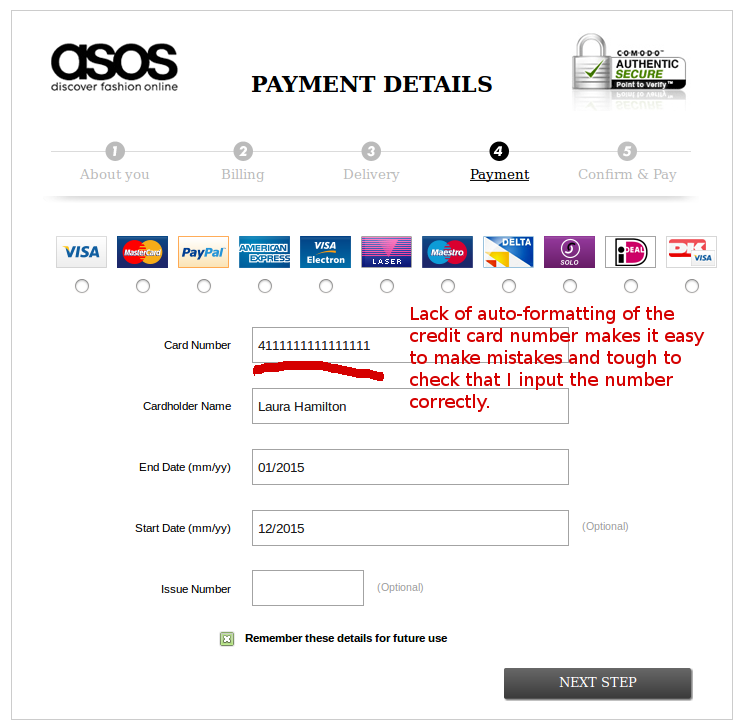 asos
discover fashion online
PAYMENT DETAILS
COMODO™
AUTHENTIC
SECURE
Point to Verify™
1 2 3 4 5
About you Billing Delivery Payment Confirm & Pay
VISA MasterCard PayPal AMERICAN EXPRESS VISA Electron LASER Maestro DELTA SOLO iDEAL DK VISA
Lack of auto-formatting of the
credit card number makes it easy
to make mistakes and tough to
check that I input the number
correctly.
Card Number 4111111111111111
Cardholder Name Laura Hamilton
End Date (mm/yy) 01/2015
Start Date (mm/yy) 12/2015 (Optional)
Issue Number (Optional)
Remember these details for future use
NEXT STEP